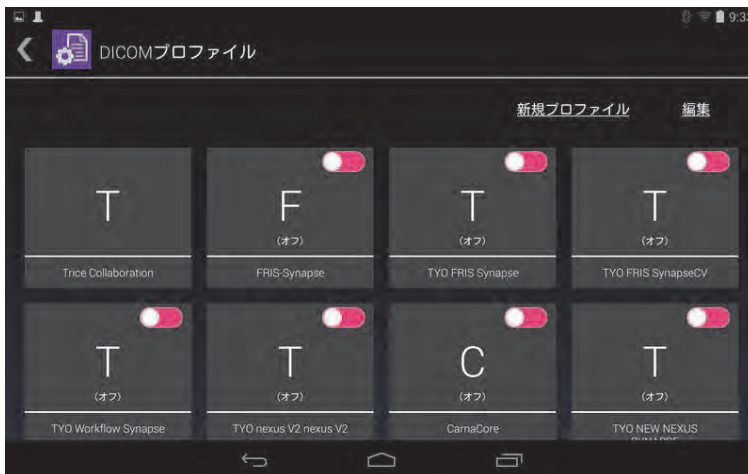 9:33
DICOMプロファイル
新規プロファイル 編集
T
Trice Collaboration
F
(オフ)
FRIS-Synapse
T
(オフ)
TYO FRIS Synapse
T
(オフ)
TYO FRIS SynapseCV
T
(オフ)
TYO Workflow Synapse
T
(オフ)
TYO nexus V2 nexus V2
C
(オフ)
CamaCore
T
(オフ)
TYO NEW NEXUS
SYNAPSE